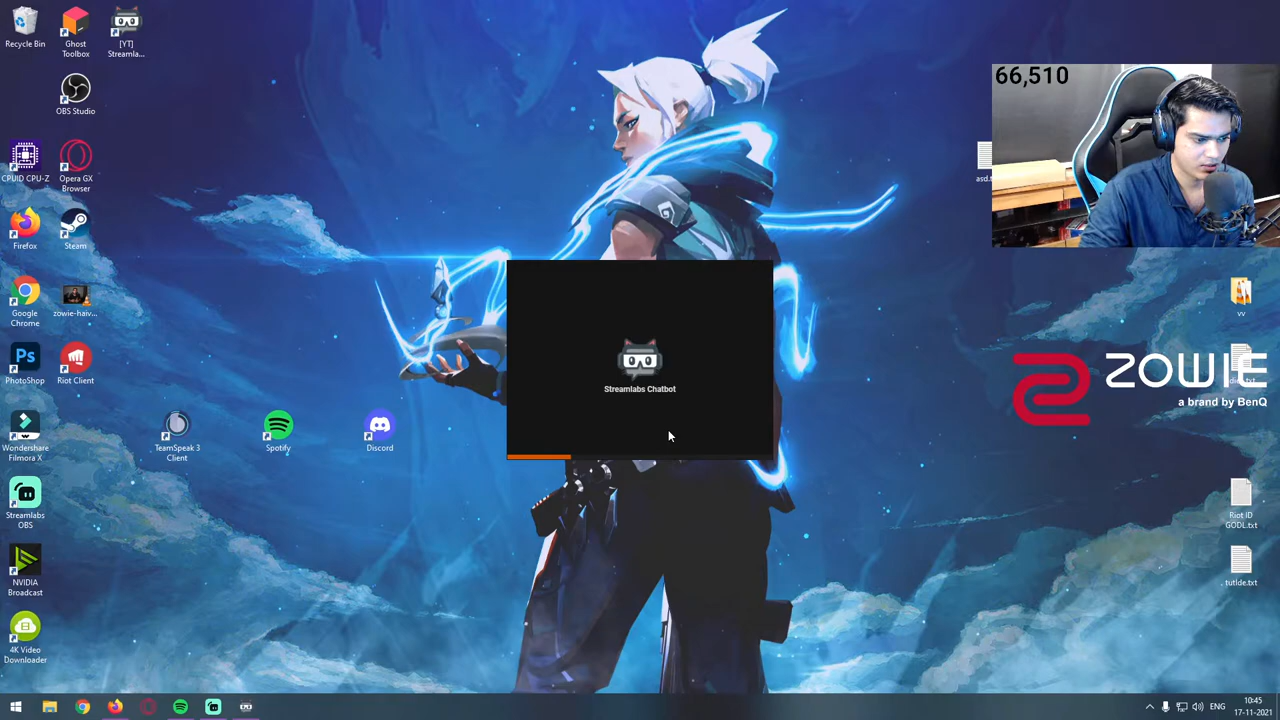 Recycle Bin
Ghost
Toolbox
[YT]
Streamla...
OBS Studio
CPUID CPU-Z
Opera GX
Browser
Firefox
Steam
Google
Chrome
zowie-haiv...
Ps
PhotoShop
Riot Client
Wondershare
Filmora X
TeamSpeak 3
Client
Spotify
Discord
Streamlabs
OBS
NVIDIA
Broadcast
4K Video
Downloader
Streamlabs Chatbot
66,510
vv
ZOWIE
a brand by BenQ
Riot ID
GODL.txt
tutlde.txt
ENG
10:45
17-11-2021